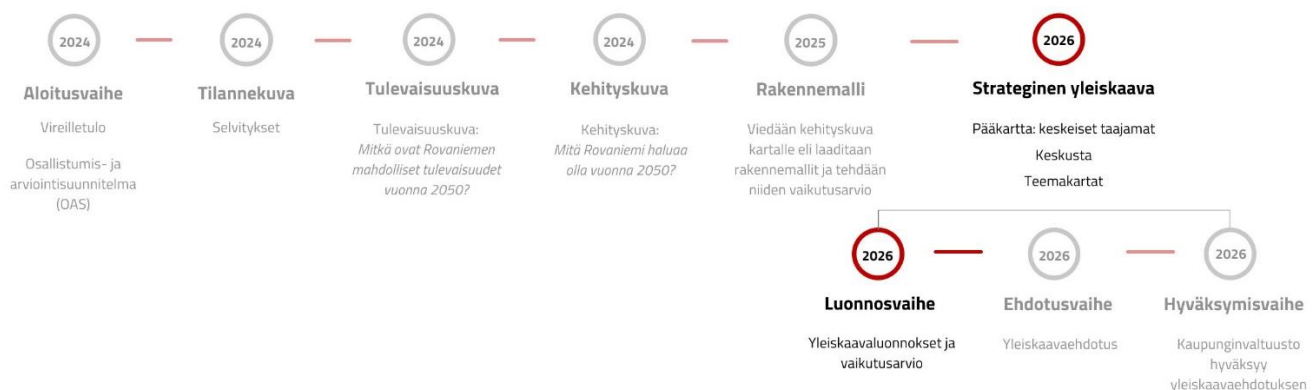 2024
Aloitusvaihe
Vireilletulo
Osallistumis- ja
arviointisuunnitelma
(OAS)
2024
Tilannekuva
Selvitykset
2024
Tulevaisuuskuva
Tulevaisuuskuva:
Mitkä ovat Rovaniemen
mahdolliset tulevaisuudet
vuonna 2050?
2024
Kehityskuva
Kehityskuva:
Mitä Rovaniemi haluaa
olla vuonna 2050?
2025
Rakennemalli
Viedään kehityskuva
kartalle eli laaditaan
rakennemallit ja tehdään
niiden vaikutusarvio
2026
Strateginen yleiskaava
Pääkartta: keskeiset taajamat
Keskusta
Teemakartat
2026
Luonnosvaihe
Yleiskaavaluonnokset ja
vaikutusarvio
2026
Ehdotusvaihe
Yleiskaavaehdotus
2026
Hyväksymisvaihe
Kaupunginvaltuusto
hyväksyy
yleiskaavaehdotuksen